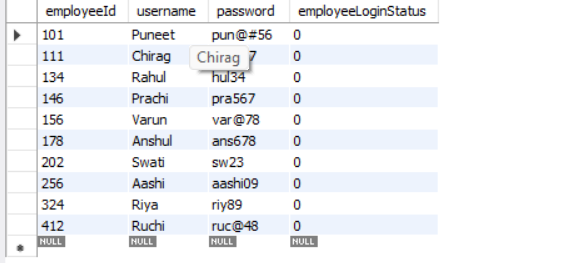 employeeId username password employeeLoginStatus
101 Puneet pun@#56 0
111 Chirag 7 0
Chirag
134 Rahul hul34 0
146 Prachi pra567 0
156 Varun var@78 0
178 Anshul ans678 0
202 Swati sw23 0
256 Aashi aashi09 0
324 Riya riy89 0
412 Ruchi ruc@48 0
NULL NULL NULL NULL